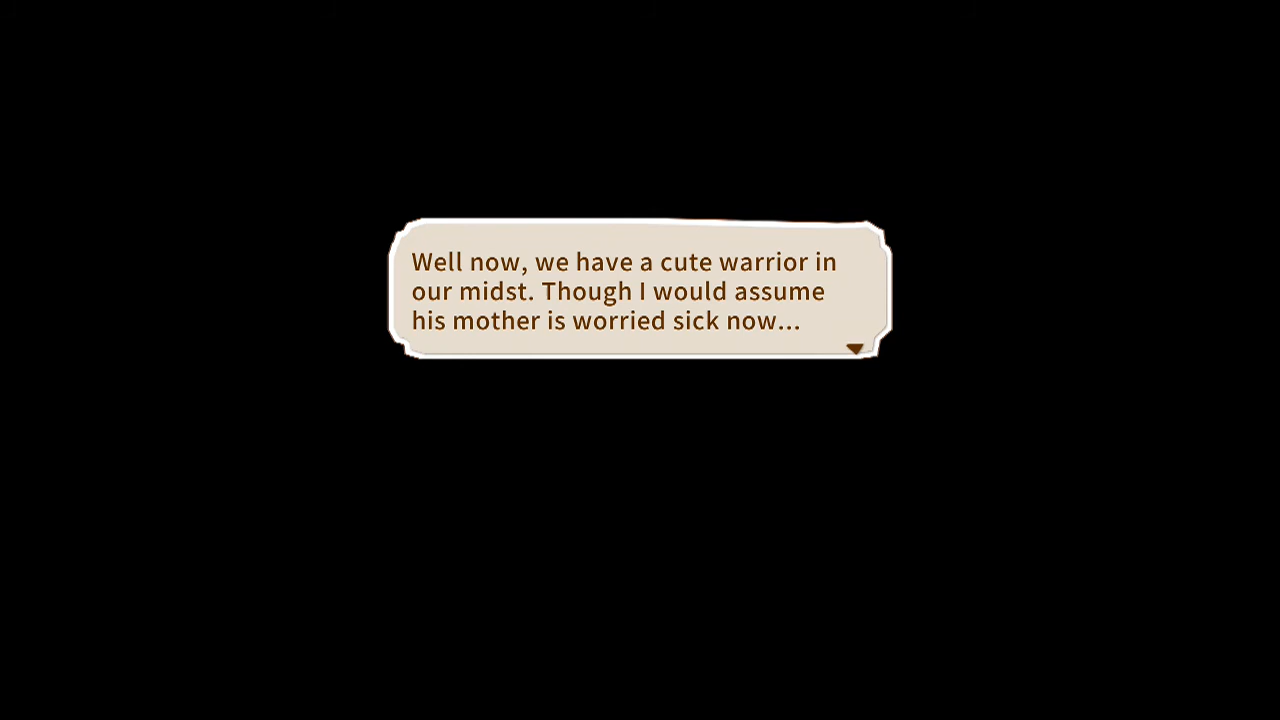 Well now, we have a cute warrior in
our midst. Though I would assume
his mother is worried sick now...